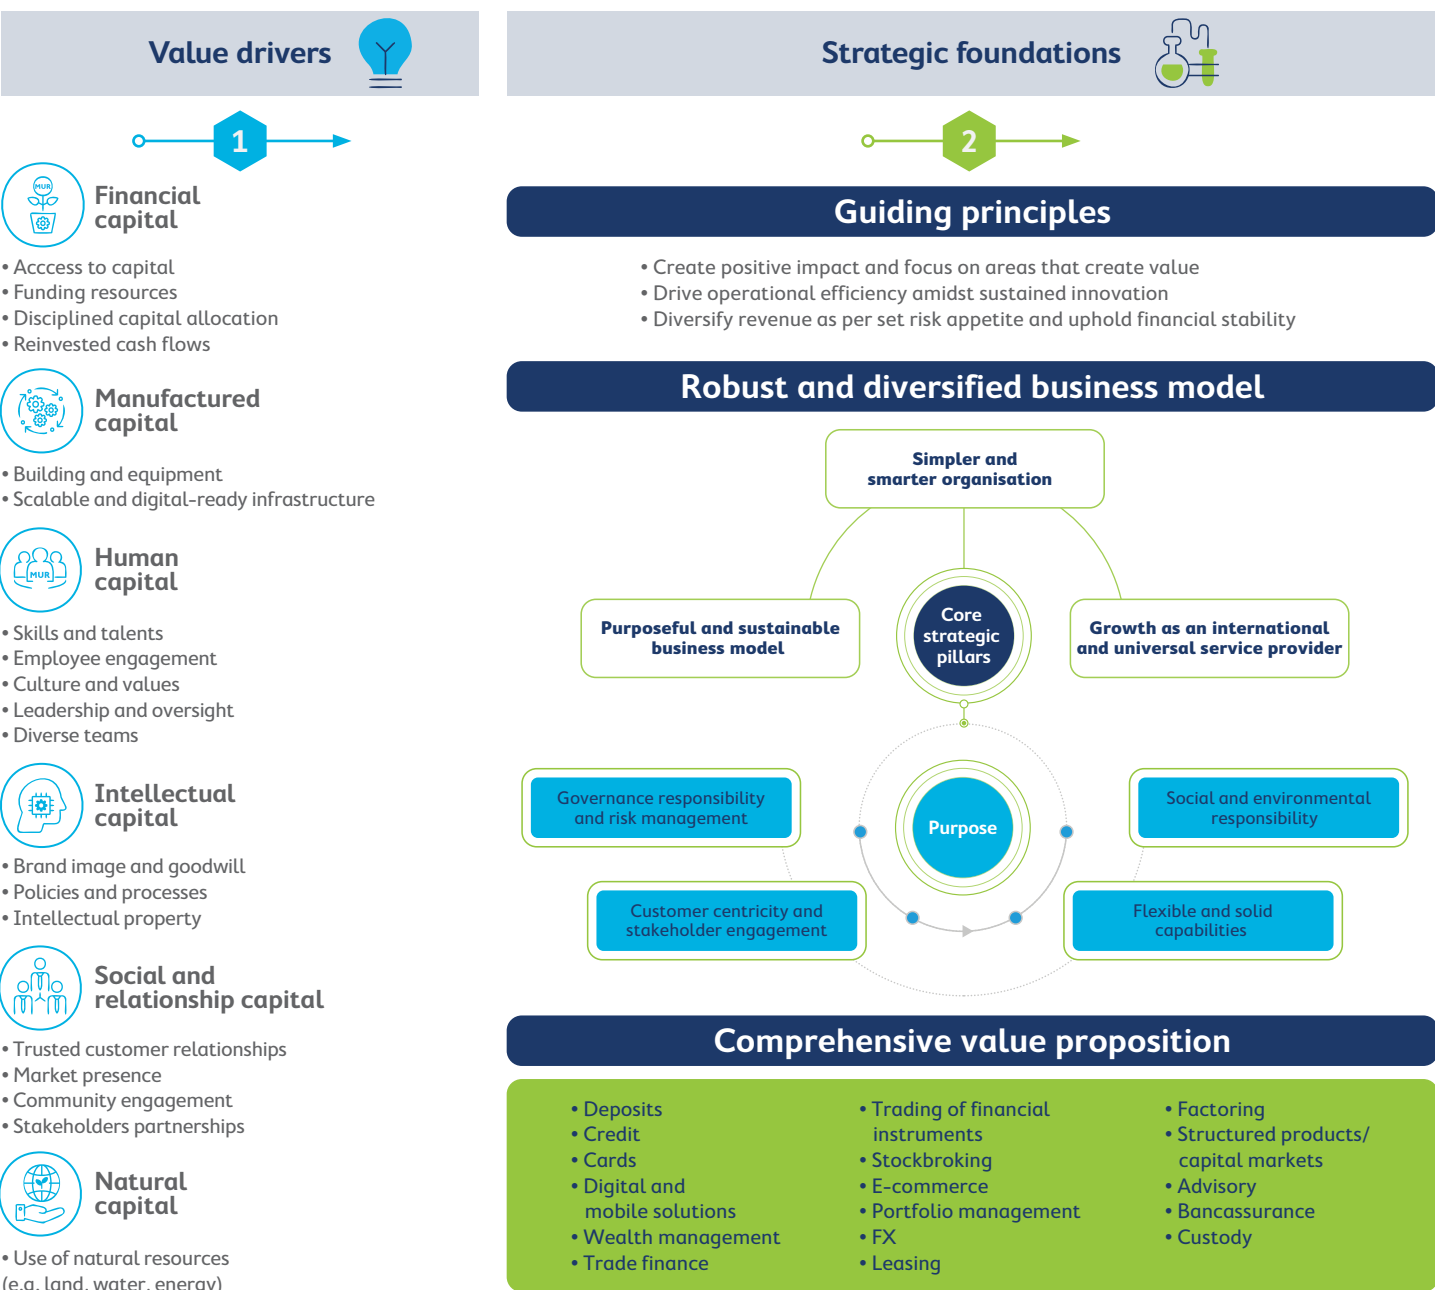 Value drivers
1
MUR
Financial
capital
• Acccess to capital
• Funding resources
• Disciplined capital allocation
• Reinvested cash flows
Manufactured
capital
• Building and equipment
• Scalable and digital-ready infrastructure
MUR
Human
capital
• Skills and talents
• Employee engagement
• Culture and values
• Leadership and oversight
• Diverse teams
Intellectual
capital
• Brand image and goodwill
• Policies and processes
• Intellectual property
Social and
relationship capital
• Trusted customer relationships
• Market presence
• Community engagement
• Stakeholders partnerships
Natural
capital
• Use of natural resources
(e.g. land, water, energy)
Strategic foundations
2
Guiding principles
• Create positive impact and focus on areas that create value
• Drive operational efficiency amidst sustained innovation
• Diversify revenue as per set risk appetite and uphold financial stability
Robust and diversified business model
Simpler and
smarter organisation
Purposeful and sustainable
business model
Core
strategic
pillars
Growth as an international
and universal service provider
Governance responsibility
and risk management
Purpose
Social and environmental
responsibility
Customer centricity and
stakeholder engagement
Flexible and solid
capabilities
Comprehensive value proposition
• Deposits
• Credit
• Cards
• Digital and
mobile solutions
• Wealth management
• Trade finance
• Trading of financial
instruments
• Stockbroking
• E-commerce
• Portfolio management
• FX
• Leasing
• Factoring
• Structured products/
capital markets
• Advisory
• Bancassurance
• Custody